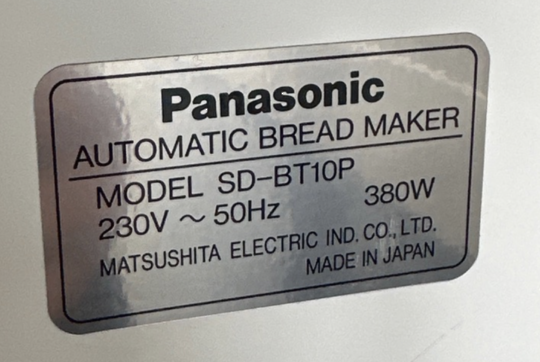 Panasonic
AUTOMATIC BREAD MAKER
MODEL SD-BT10P
230V ~ 50Hz 380W
MATSUSHITA ELECTRIC IND. CO., LTD.
MADE IN JAPAN